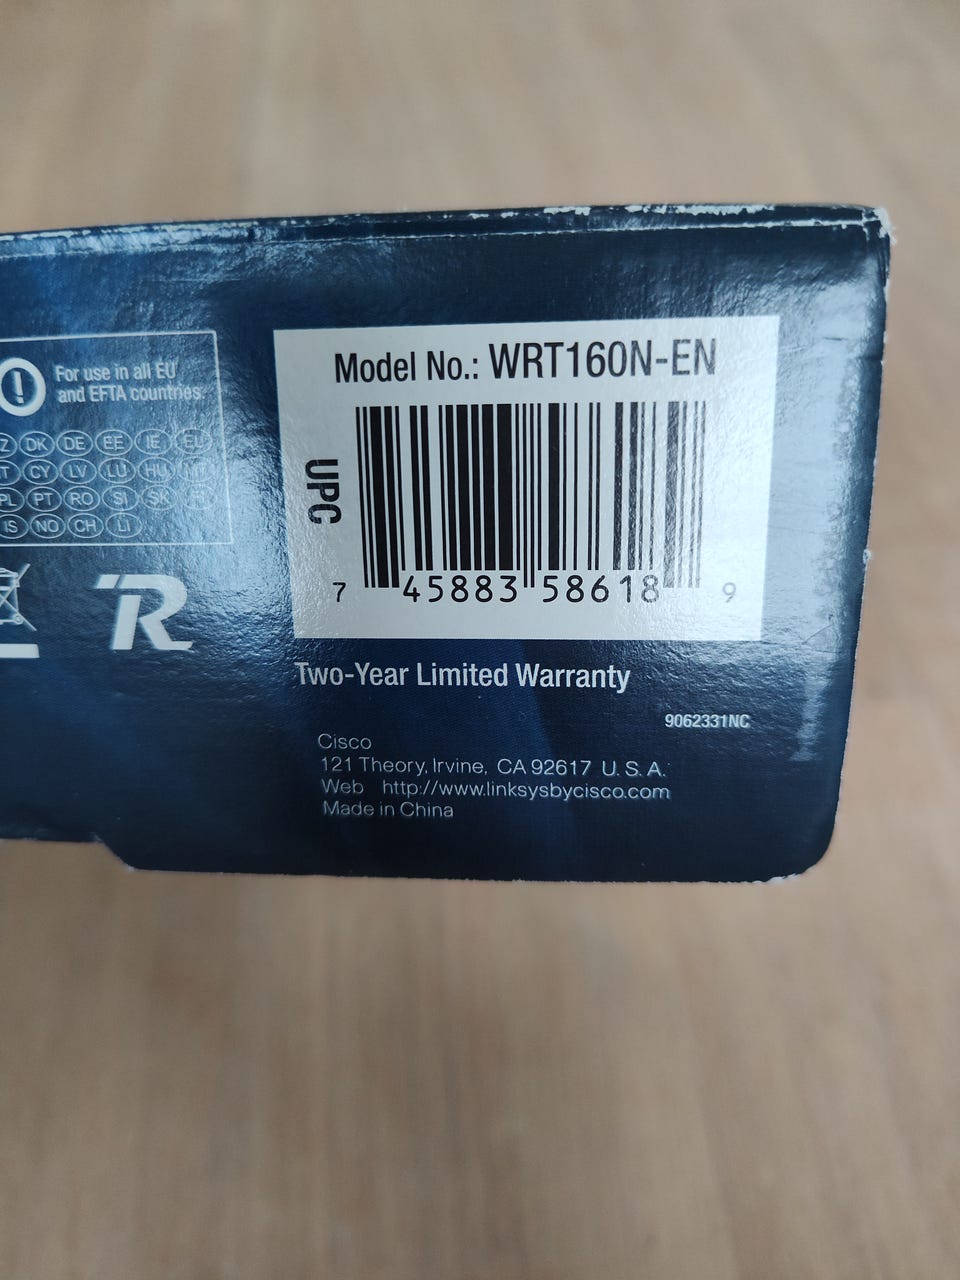 For use in all EU
and EFTA countries.
DK DE EE IE
CY LV LU HU
PL PT RO SI SK
IS NO CH LI
R
Model No.: WRT160N-EN
UPC
7 45883 58618 9
Two-Year Limited Warranty
9062331NC
Cisco
121 Theory, Irvine, CA 92617 U.S.A.
Web http://www.linksysbycisco.com
Made in China